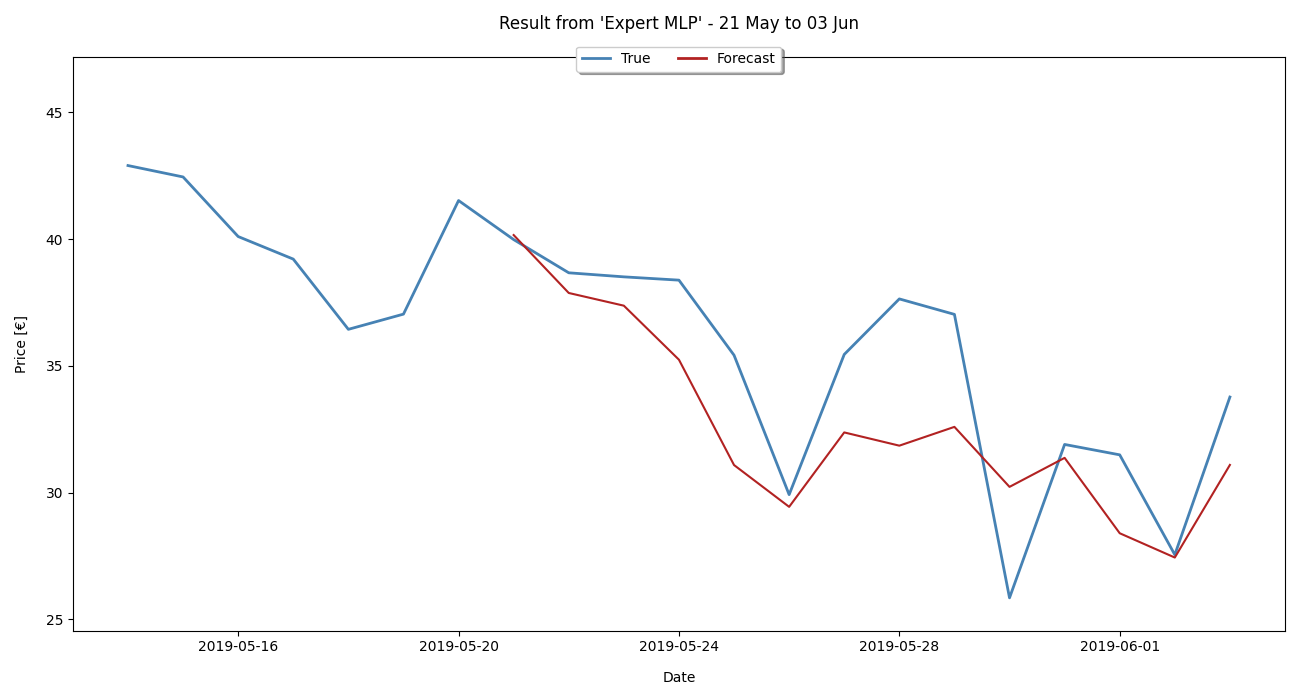 Result from 'Expert MLP' - 21 May to 03 Jun
True Forecast
Price [€]
45
40
35
30
25
2019-05-16 2019-05-20 2019-05-24 2019-05-28 2019-06-01
Date